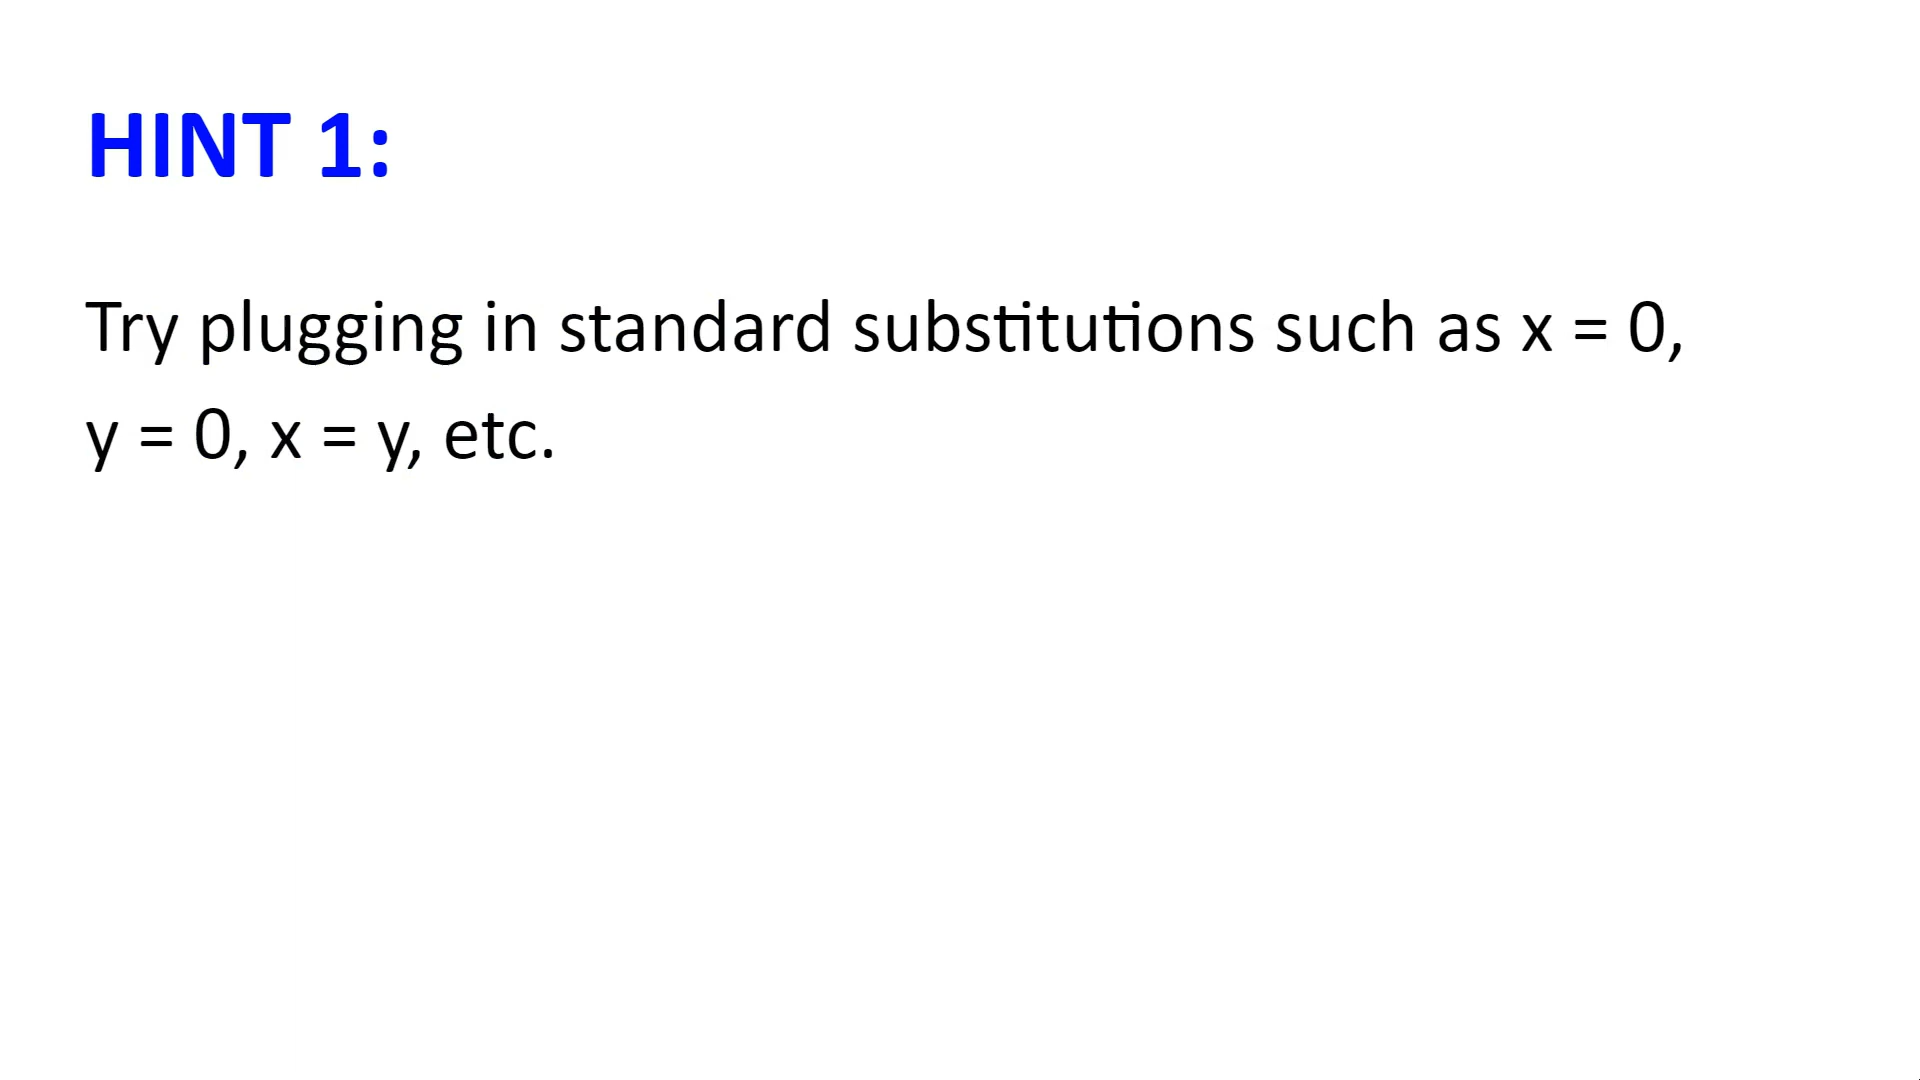 HINT 1:
Try plugging in standard substitutions such as x = 0,
y = 0, x = y, etc.